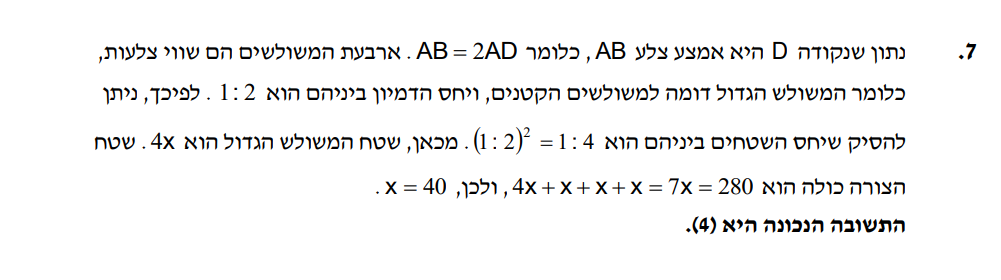 7. נתון שנקודה D היא אמצע צלע AB, כלומר AB = 2AD. ארבעת המשולשים הם שווי צלעות,
כלומר המשולש הגדול דומה למשולשים הקטנים, ויחס הדמיון ביניהם הוא 1 : 2. לפיכך, ניתן
להסיק שיחס השטחים ביניהם הוא (1 : 2)² = 1 : 4. מכאן, שטח המשולש הגדול הוא 4x. שטח
הצורה כולה הוא 4x + x + x + x = 7x = 280, ולכן, x = 40.
התשובה הנכונה היא (4).